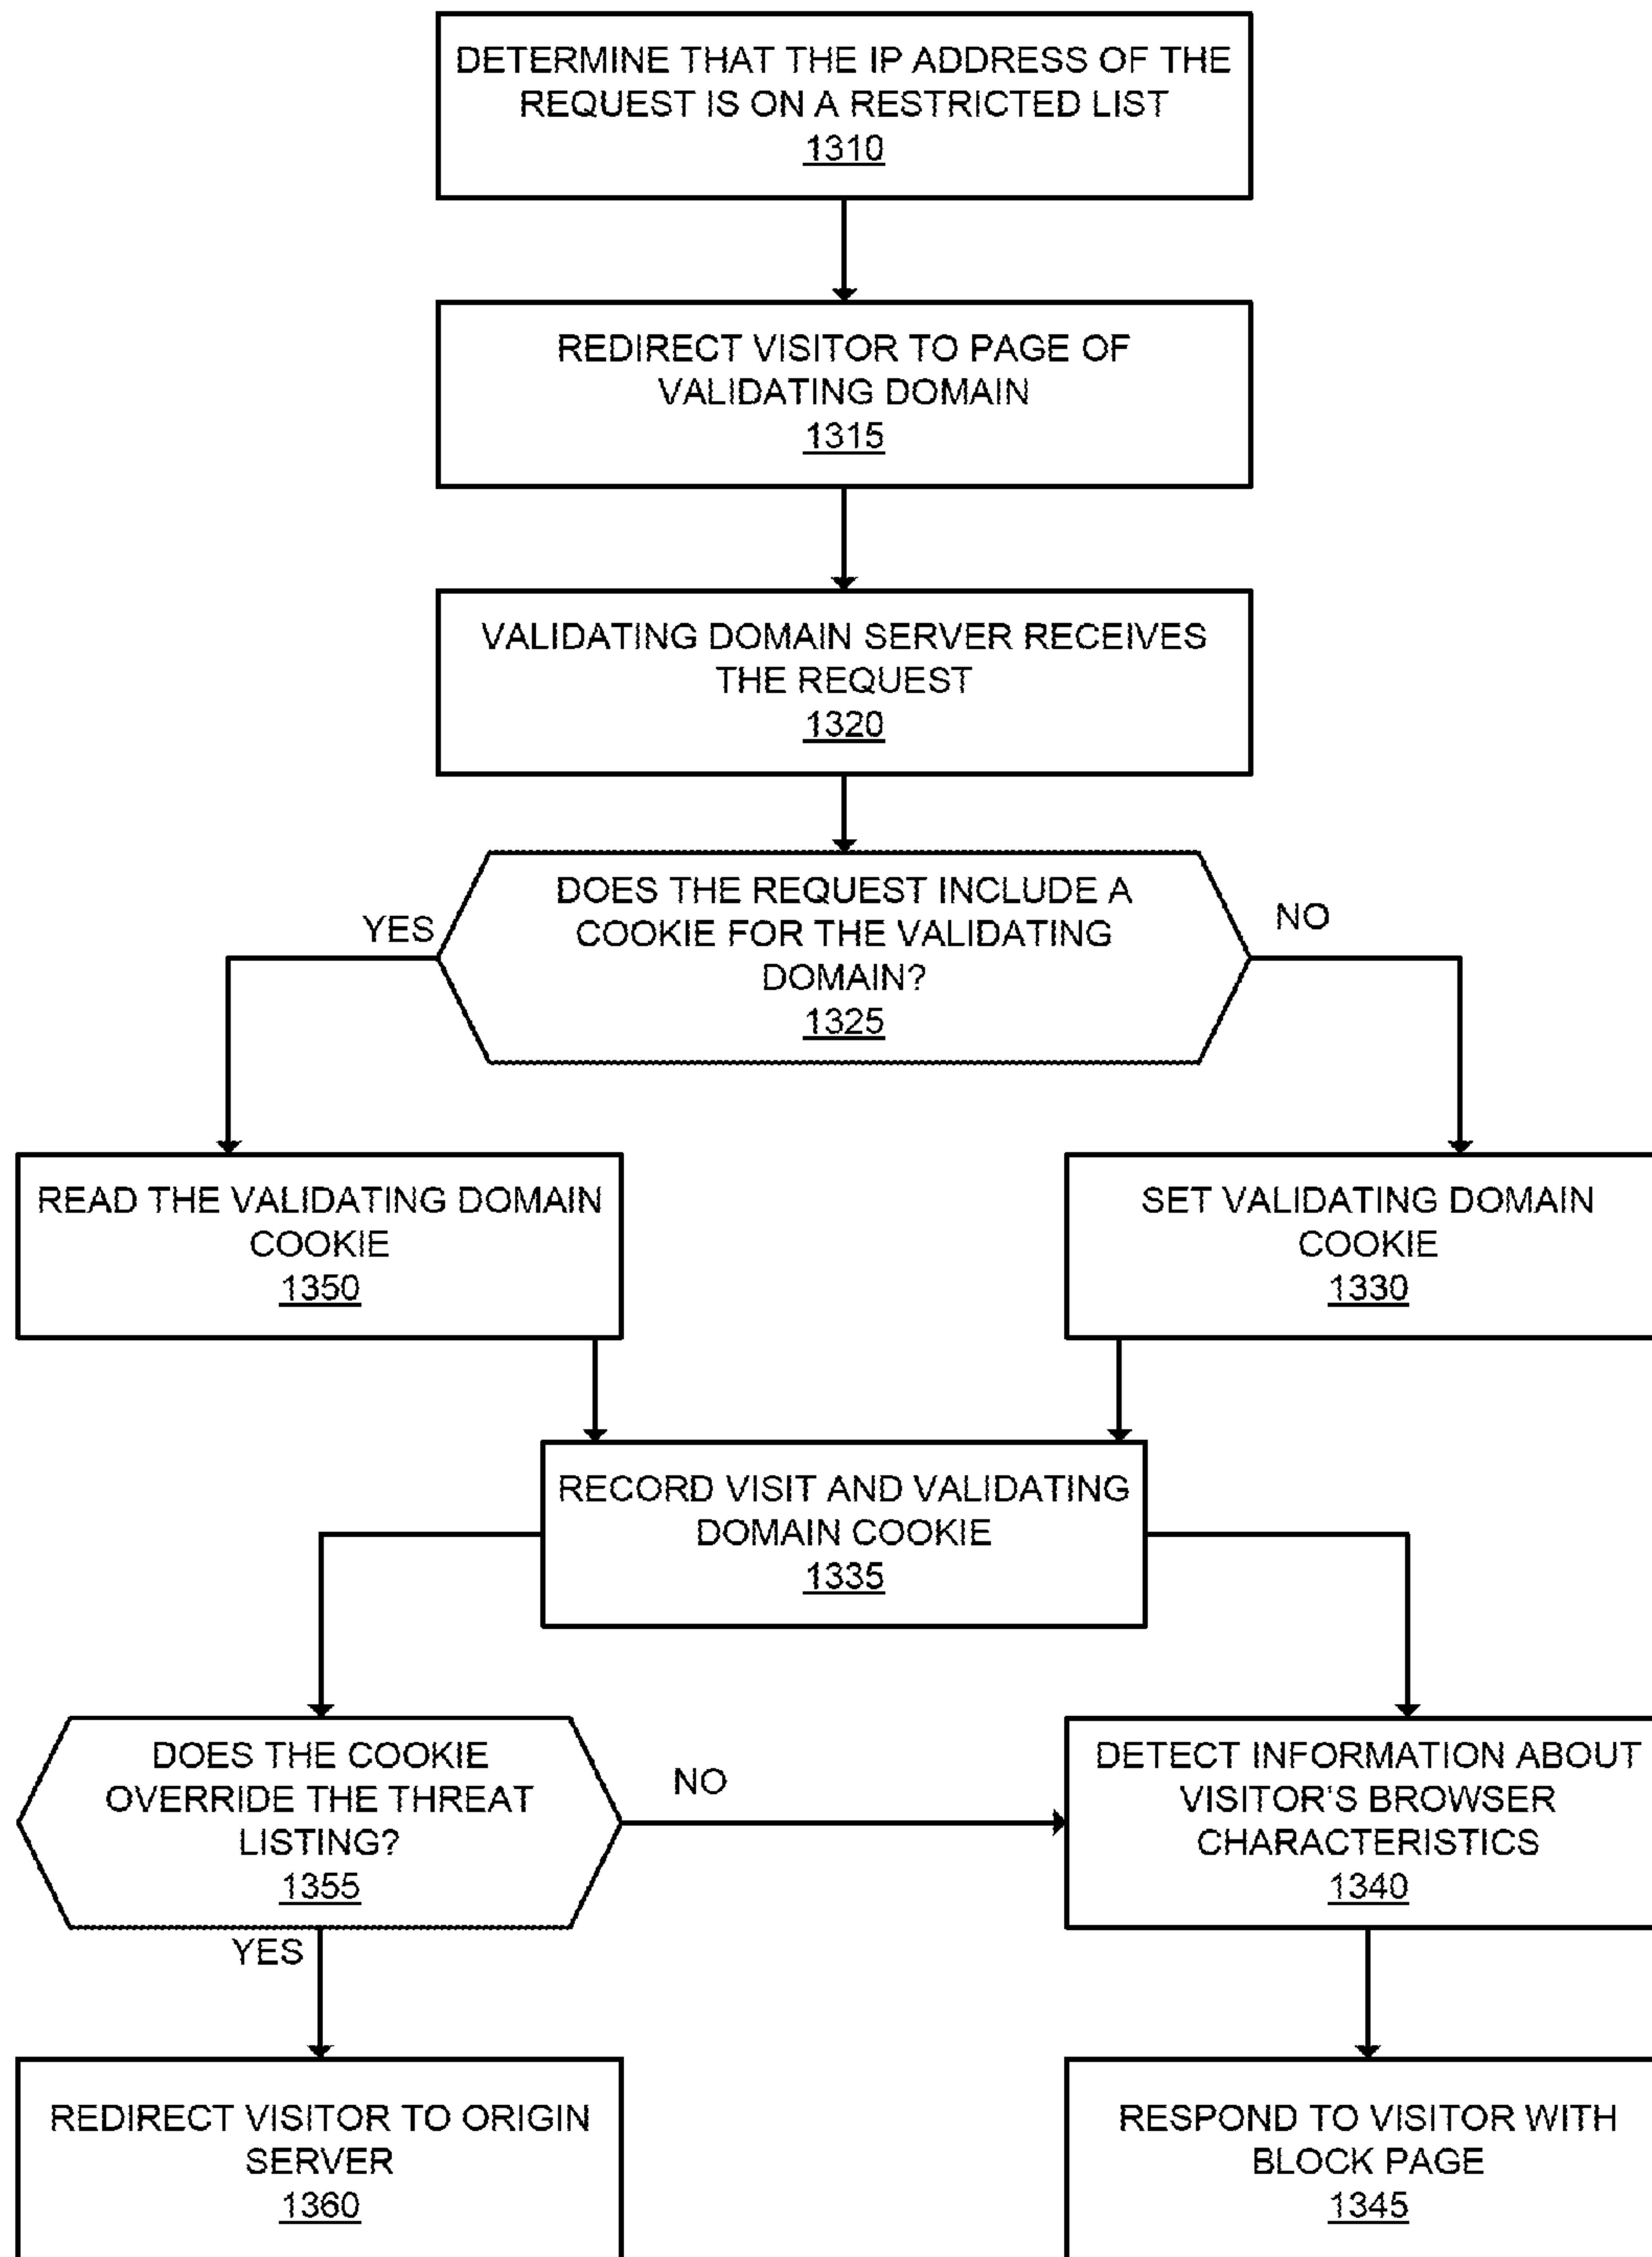 DETERMINE THAT THE IP ADDRESS OF THE
REQUEST IS ON A RESTRICTED LIST
1310
REDIRECT VISITOR TO PAGE OF
VALIDATING DOMAIN
1315
VALIDATING DOMAIN SERVER RECEIVES
THE REQUEST
1320
DOES THE REQUEST INCLUDE A
COOKIE FOR THE VALIDATING
DOMAIN?
1325
YES
NO
READ THE VALIDATING DOMAIN
COOKIE
1350
SET VALIDATING DOMAIN
COOKIE
1330
RECORD VISIT AND VALIDATING
DOMAIN COOKIE
1335
DOES THE COOKIE
OVERRIDE THE THREAT
LISTING?
1355
NO
YES
DETECT INFORMATION ABOUT
VISITOR'S BROWSER
CHARACTERISTICS
1340
REDIRECT VISITOR TO ORIGIN
SERVER
1360
RESPOND TO VISITOR WITH
BLOCK PAGE
1345